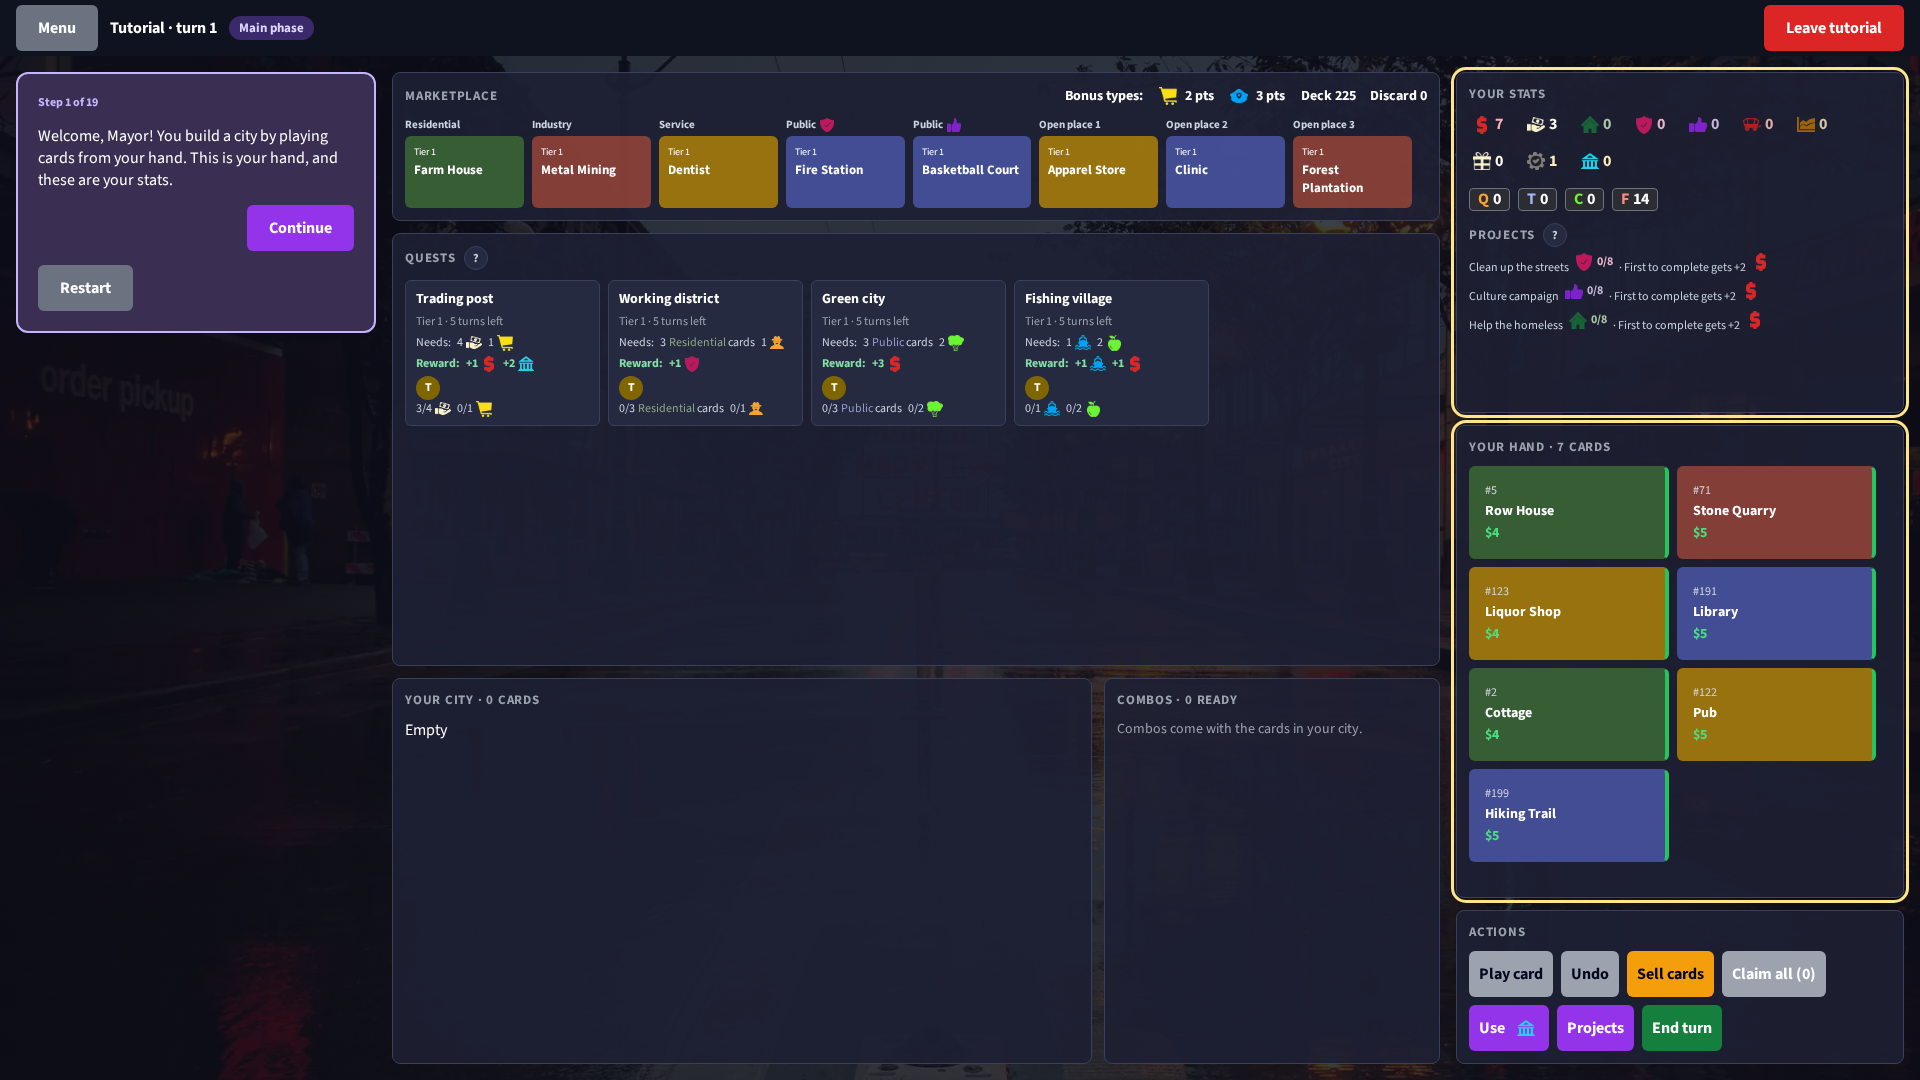 Menu
Tutorial · turn 1
Main phase
Leave tutorial
Step 1 of 19
Welcome, Mayor! You build a city by playing
cards from your hand. This is your hand, and
these are your stats.
Continue
Restart
order pickup
MARKETPLACE
Bonus types: 2 pts 3 pts Deck 225 Discard 0
Residential
Tier 1
Farm House
Industry
Tier 1
Metal Mining
Service
Tier 1
Dentist
Public
Tier 1
Fire Station
Public
Tier 1
Basketball Court
Open place 1
Tier 1
Apparel Store
Open place 2
Tier 1
Clinic
Open place 3
Tier 1
Forest
Plantation
QUESTS ?
Trading post
Tier 1 · 5 turns left
Needs: 4 1
Reward: +1 $ +2
T
3/4 0/1
Working district
Tier 1 · 5 turns left
Needs: 3 Residential cards 1
Reward: +1
T
0/3 Residential cards 0/1
Green city
Tier 1 · 5 turns left
Needs: 3 Public cards 2
Reward: +3 $
T
0/3 Public cards 0/2
Fishing village
Tier 1 · 5 turns left
Needs: 1 2
Reward: +1 +1 $
T
0/1 0/2
YOUR CITY · 0 CARDS
Empty
COMBOS · 0 READY
Combos come with the cards in your city.
YOUR STATS
$ 7 3 0 0 0 0 0
0 1 0
Q 0 T 0 C 0 F 14
PROJECTS ?
Clean up the streets 0/8 · First to complete gets +2 $
Culture campaign 0/8 · First to complete gets +2 $
Help the homeless 0/8 · First to complete gets +2 $
YOUR HAND · 7 CARDS
#5
Row House
$4
#71
Stone Quarry
$5
#123
Liquor Shop
$4
#191
Library
$5
#2
Cottage
$4
#122
Pub
$5
#199
Hiking Trail
$5
ACTIONS
Play card
Undo
Sell cards
Claim all (0)
Use
Projects
End turn